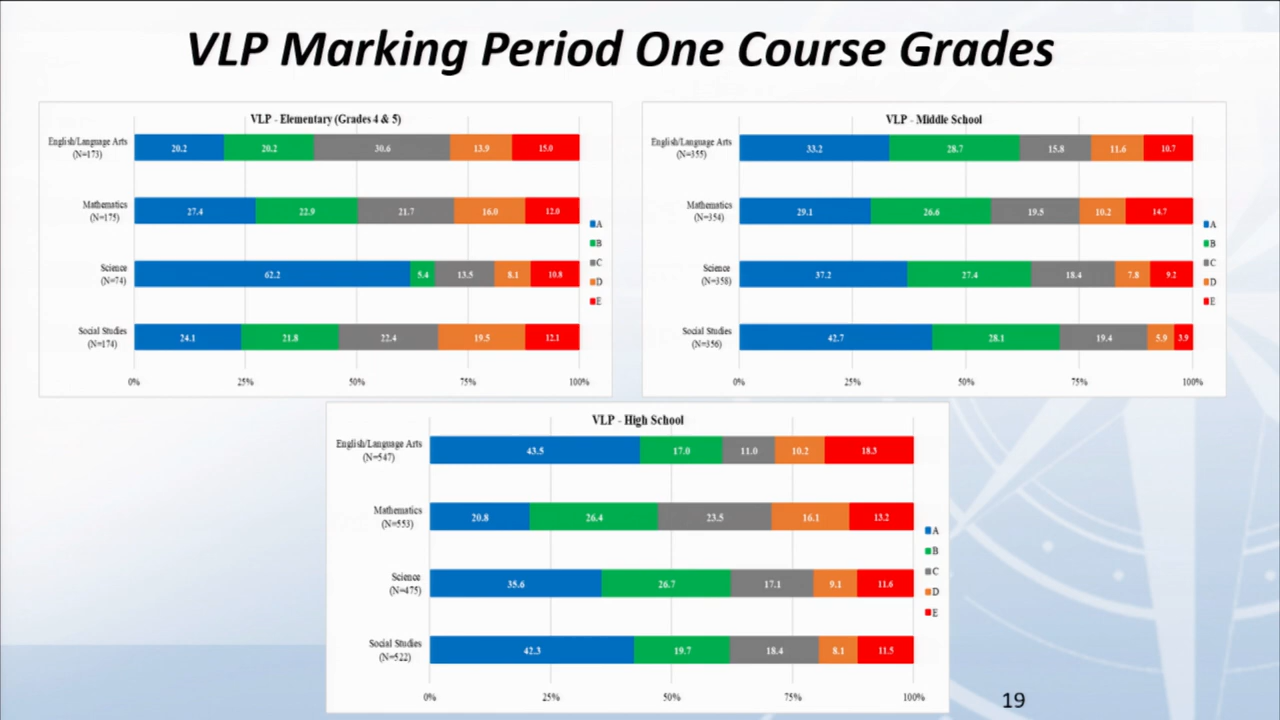 VLP Marking Period One Course Grades
VLP - Elementary (Grades 4 & 5)
English/Language Arts
(N=173)
20.2 20.2 30.6 13.9 15.0
Mathematics
(N=175)
27.4 22.9 21.7 16.0 12.0
Science
(N=74)
62.2 5.4 13.5 8.1 10.8
Social Studies
(N=174)
24.1 21.8 22.4 19.5 12.1
0% 25% 50% 75% 100%
A
B
C
D
E
VLP - Middle School
English/Language Arts
(N=355)
33.2 28.7 15.8 11.6 10.7
Mathematics
(N=354)
29.1 26.6 19.5 10.2 14.7
Science
(N=358)
37.2 27.4 18.4 7.8 9.2
Social Studies
(N=356)
42.7 28.1 19.4 5.9 3.9
0% 25% 50% 75% 100%
A
B
C
D
E
VLP - High School
English/Language Arts
(N=547)
43.5 17.0 11.0 10.2 18.3
Mathematics
(N=553)
20.8 26.4 23.5 16.1 13.2
Science
(N=475)
35.6 26.7 17.1 9.1 11.6
Social Studies
(N=522)
42.3 19.7 18.4 8.1 11.5
0% 25% 50% 75% 100%
A
B
C
D
E
19